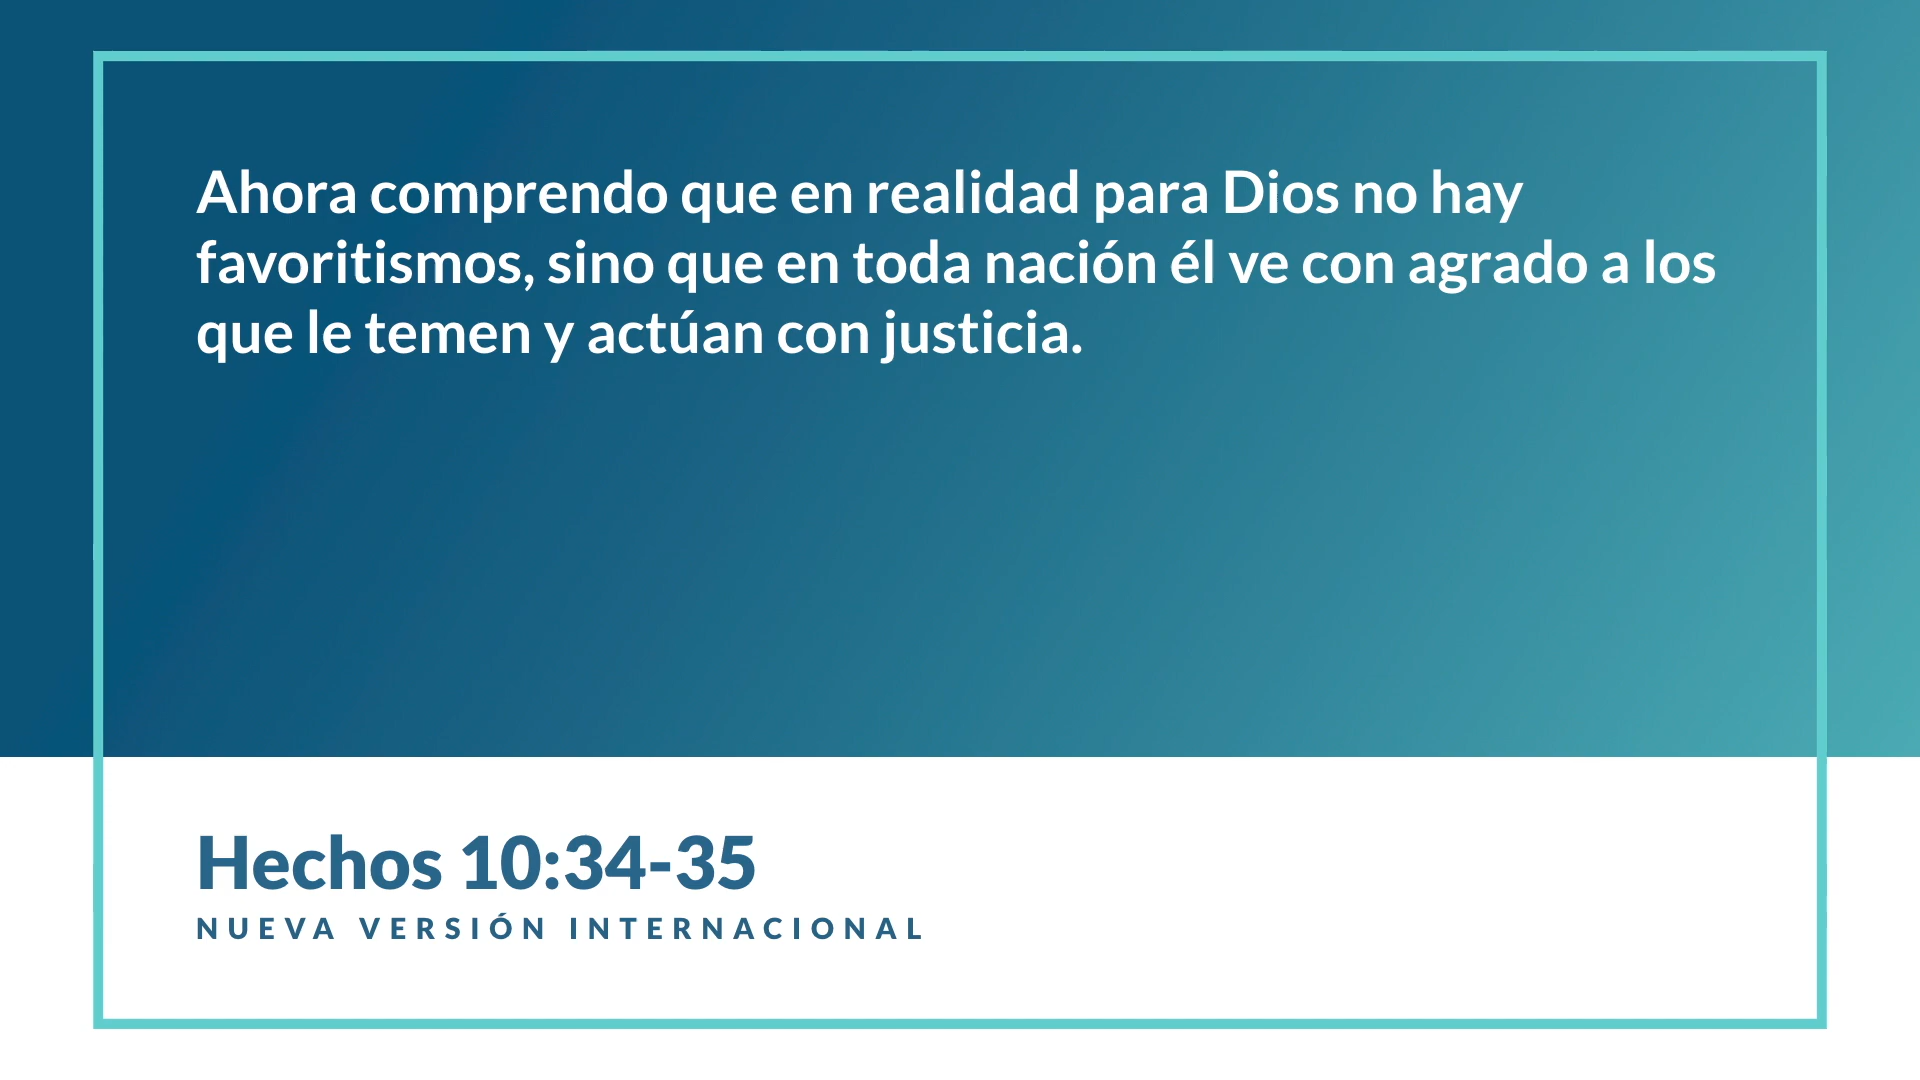 Ahora comprendo que en realidad para Dios no hay
favoritismos, sino que en toda nación él ve con agrado a los
que le temen y actúan con justicia.
Hechos 10:34-35
NUEVA VERSIÓN INTERNACIONAL